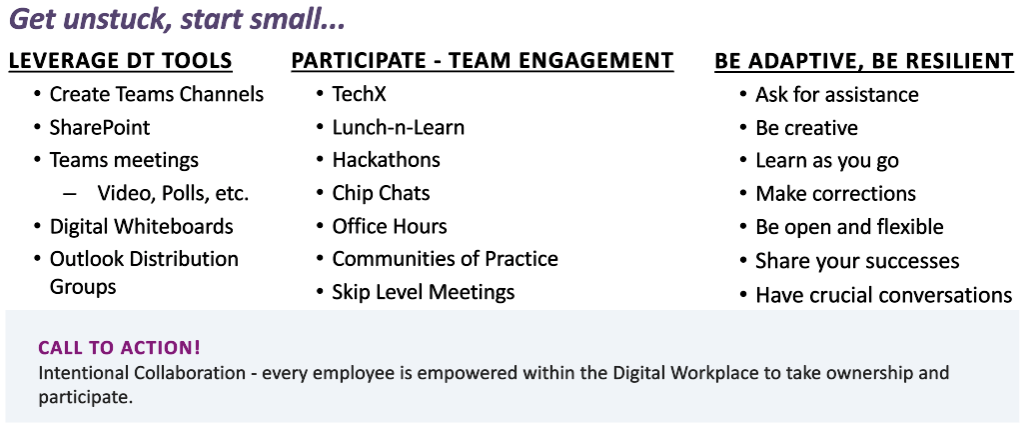 Get unstuck, start small...
LEVERAGE DT TOOLS
• Create Teams Channels
• SharePoint
• Teams meetings
– Video, Polls, etc.
• Digital Whiteboards
• Outlook Distribution
Groups
PARTICIPATE - TEAM ENGAGEMENT
• TechX
• Lunch-n-Learn
• Hackathons
• Chip Chats
• Office Hours
• Communities of Practice
• Skip Level Meetings
BE ADAPTIVE, BE RESILIENT
• Ask for assistance
• Be creative
• Learn as you go
• Make corrections
• Be open and flexible
• Share your successes
• Have crucial conversations
CALL TO ACTION!
Intentional Collaboration - every employee is empowered within the Digital Workplace to take ownership and
participate.